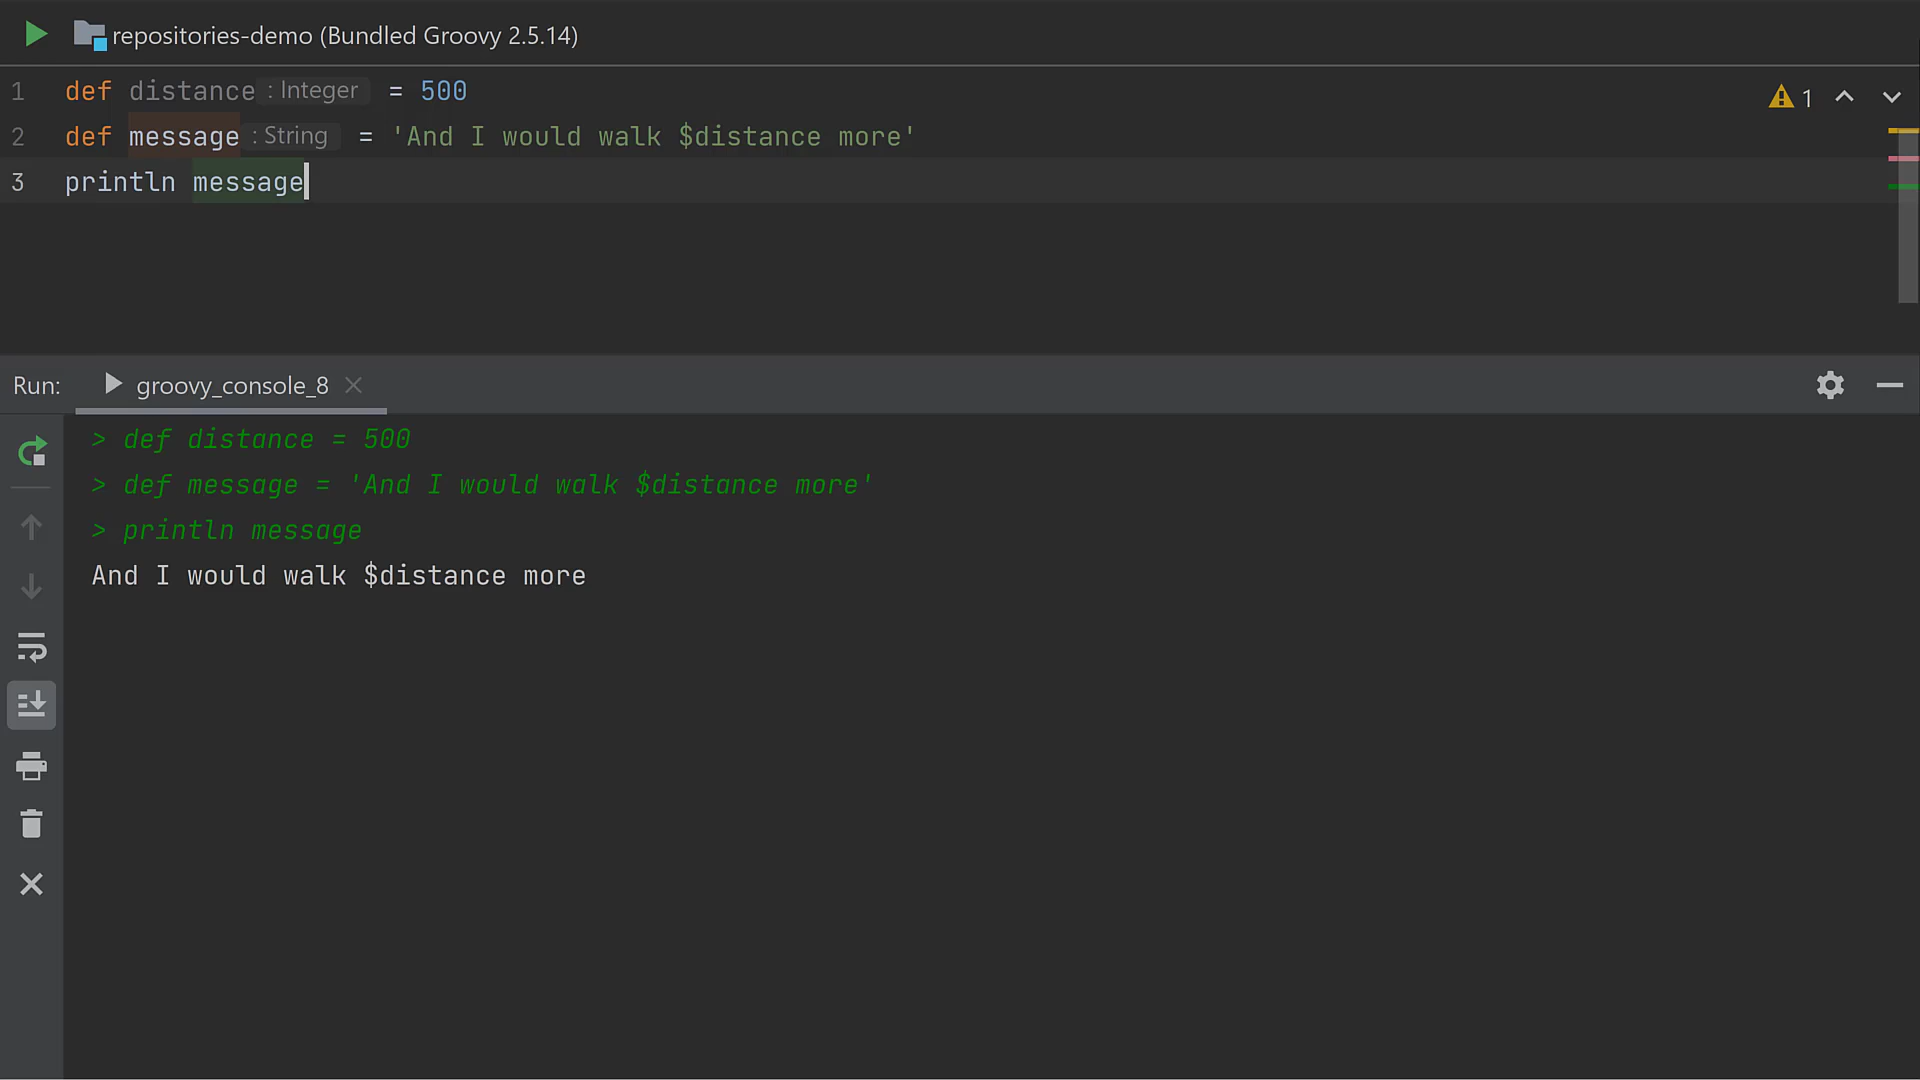 repositories-demo (Bundled Groovy 2.5.14)
1 def distance : Integer = 500
2 def message : String = 'And I would walk $distance more'
3 println message
1
Run: groovy_console_8
> def distance = 500
> def message = 'And I would walk $distance more'
> println message
And I would walk $distance more